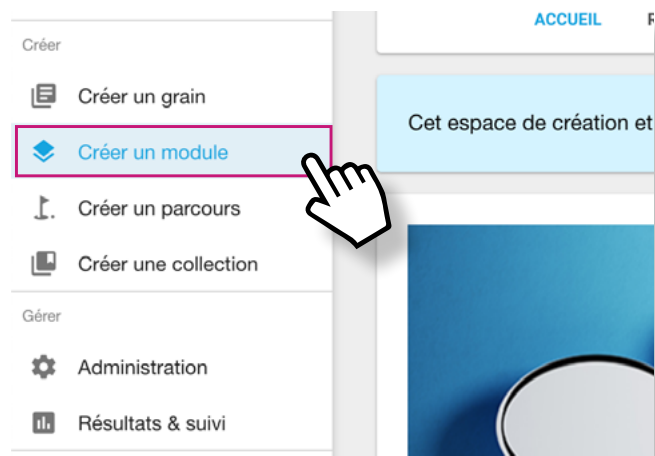 ACCUEIL
Créer
Créer un grain
Cet espace de création et
Créer un module
Créer un parcours
Créer une collection
Gérer
Administration
Résultats & suivi